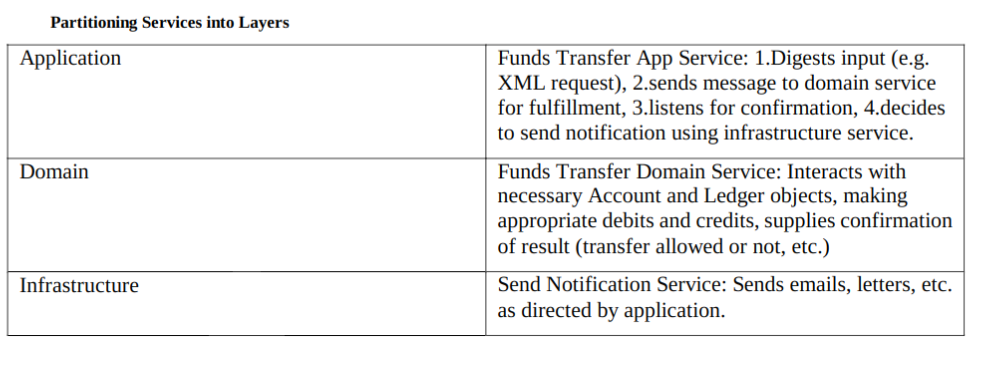 Partitioning Services into Layers
Application
Funds Transfer App Service: 1.Digests input (e.g.
XML request), 2.sends message to domain service
for fulfillment, 3.listens for confirmation, 4.decides
to send notification using infrastructure service.
Domain
Funds Transfer Domain Service: Interacts with
necessary Account and Ledger objects, making
appropriate debits and credits, supplies confirmation
of result (transfer allowed or not, etc.)
Infrastructure
Send Notification Service: Sends emails, letters, etc.
as directed by application.